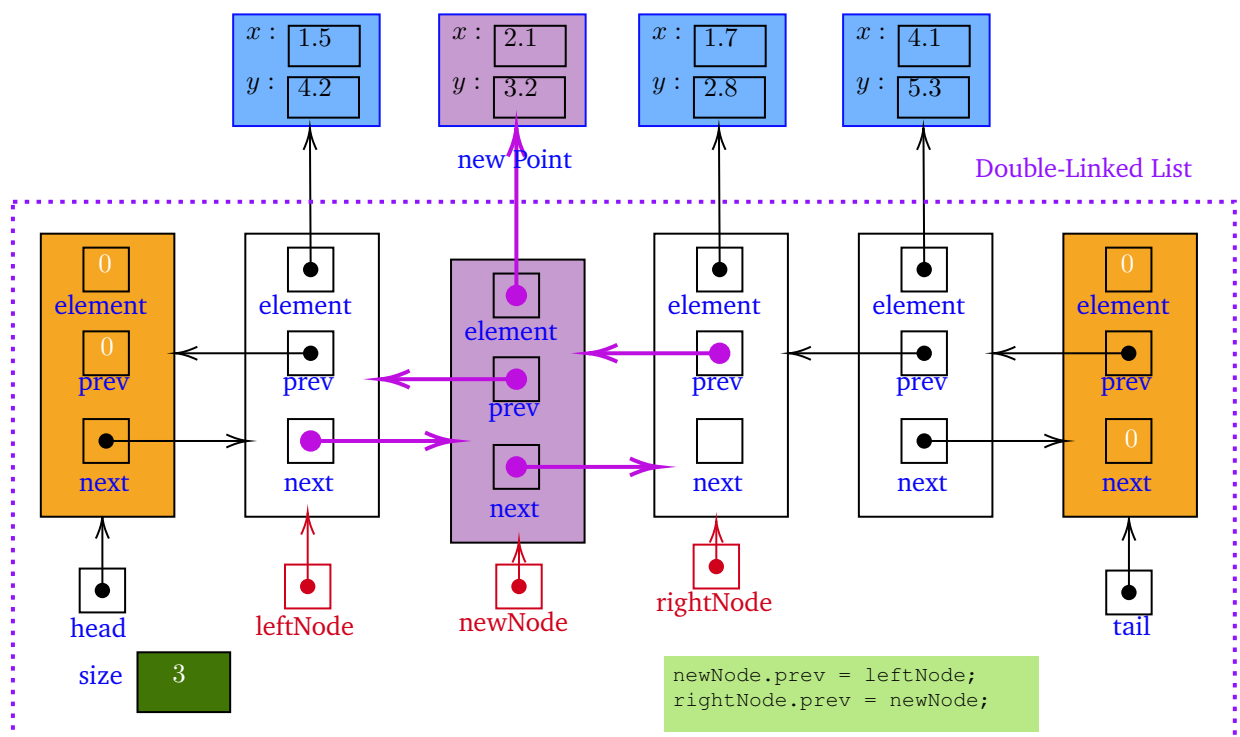 x : 1.5
y : 4.2
x : 2.1
y : 3.2
x : 1.7
y : 2.8
x : 4.1
y : 5.3
new Point
Double-Linked List
0
element
0
prev
next
element
prev
next
element
prev
next
element
prev
next
element
prev
next
0
element
prev
0
next
head
leftNode
newNode
rightNode
tail
size 3
newNode.prev = leftNode;
rightNode.prev = newNode;